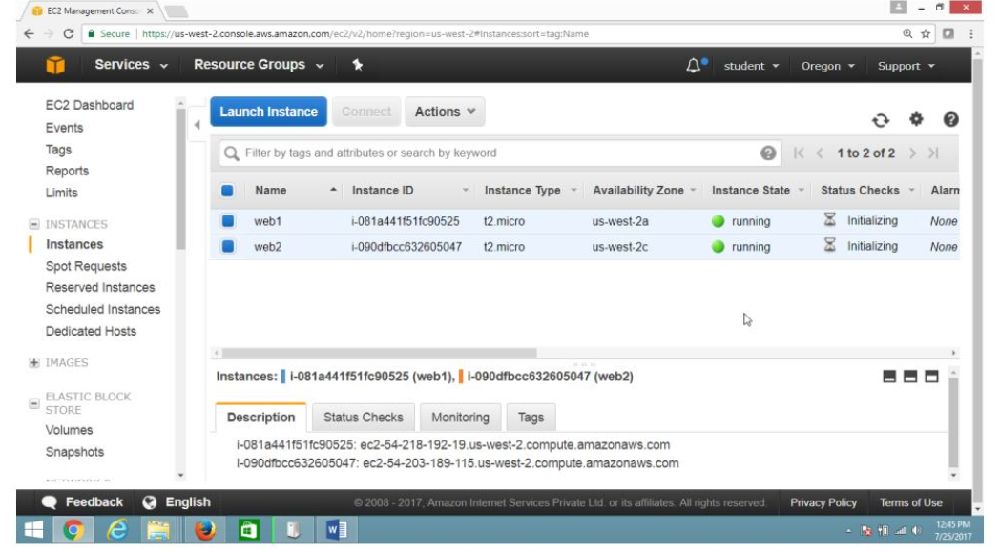 EC2 Management Conso
Secure | https://us-west-2.console.aws.amazon.com/ec2/v2/home?region=us-west-2#Instances:sort=tag:Name
Services Resource Groups student Oregon Support
EC2 Dashboard
Events
Tags
Reports
Limits
INSTANCES
Instances
Spot Requests
Reserved Instances
Scheduled Instances
Dedicated Hosts
IMAGES
ELASTIC BLOCK
STORE
Volumes
Snapshots
Launch Instance Connect Actions
Filter by tags and attributes or search by keyword 1 to 2 of 2
Name Instance ID Instance Type Availability Zone Instance State Status Checks Alarm
web1 i-081a441f51fc90525 t2.micro us-west-2a running Initializing None
web2 i-090dfbcc632605047 t2.micro us-west-2c running Initializing None
Instances: i-081a441f51fc90525 (web1), i-090dfbcc632605047 (web2)
Description Status Checks Monitoring Tags
i-081a441f51fc90525: ec2-54-218-192-19.us-west-2.compute.amazonaws.com
i-090dfbcc632605047: ec2-54-203-189-115.us-west-2.compute.amazonaws.com
Feedback English © 2008 - 2017, Amazon Internet Services Private Ltd. or its affiliates. All rights reserved. Privacy Policy Terms of Use
12:45 PM
7/25/2017